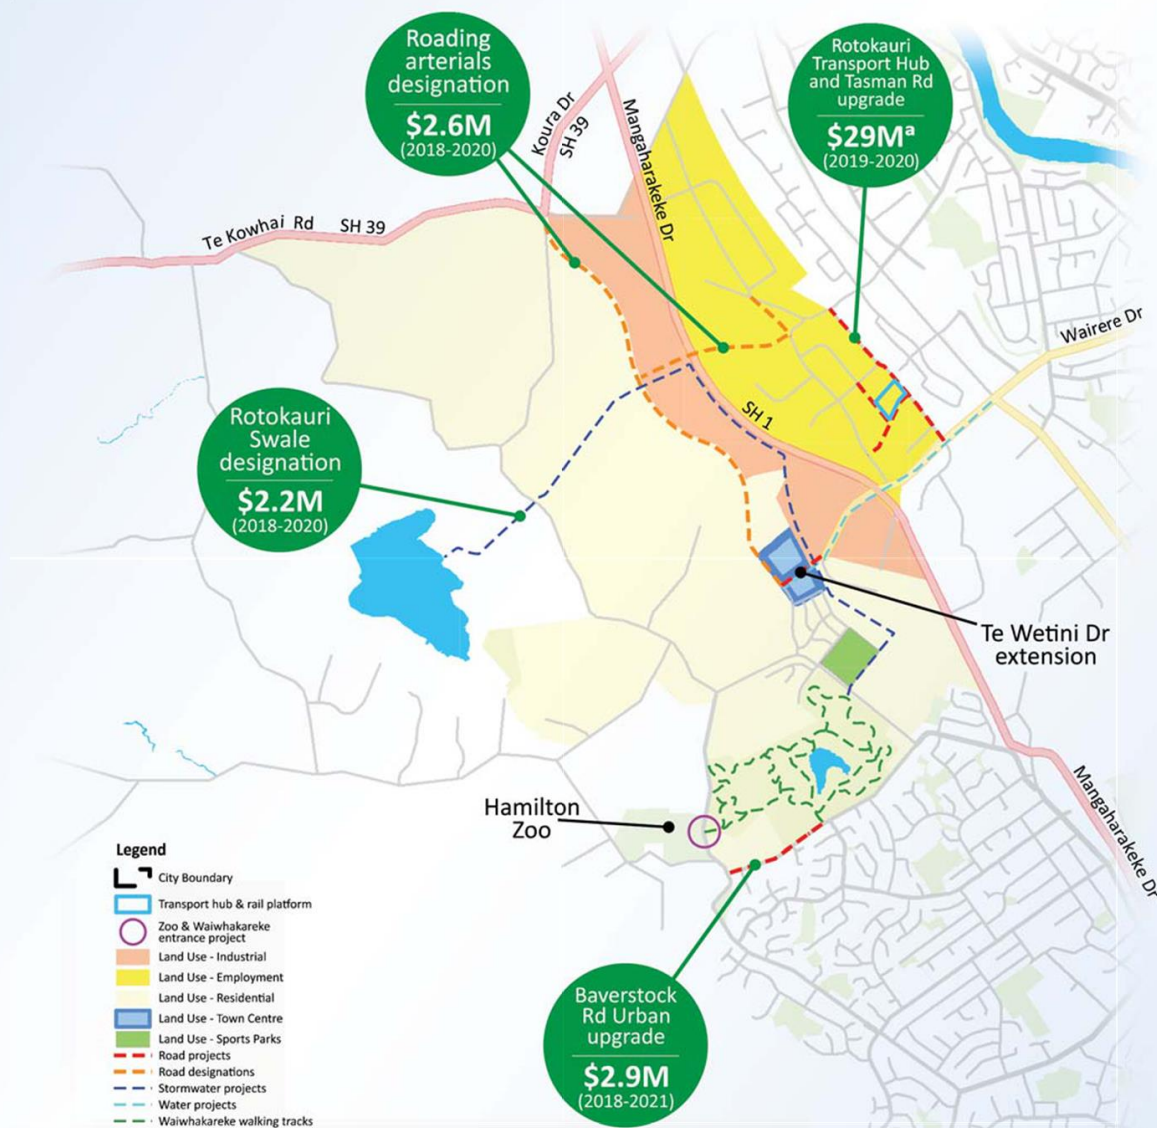 Roading
arterials
designation
$2.6M
(2018-2020)
Rotokauri
Transport Hub
and Tasman Rd
upgrade
$29Mᵃ
(2019-2020)
Koura Dr
SH 39
Mangaharakeke Dr
Te Kowhai Rd SH 39
Wairere Dr
Rotokauri
Swale
designation
$2.2M
(2018-2020)
SH 1
Te Wetini Dr
extension
Hamilton
Zoo
Mangaharakeke Dr
Baverstock
Rd Urban
upgrade
$2.9M
(2018-2021)
Legend
City Boundary
Transport hub & rail platform
Zoo & Waiwhakareke
entrance project
Land Use - Industrial
Land Use - Employment
Land Use - Residential
Land Use - Town Centre
Land Use - Sports Parks
Road projects
Road designations
Stormwater projects
Water projects
Waiwhakareke walking tracks